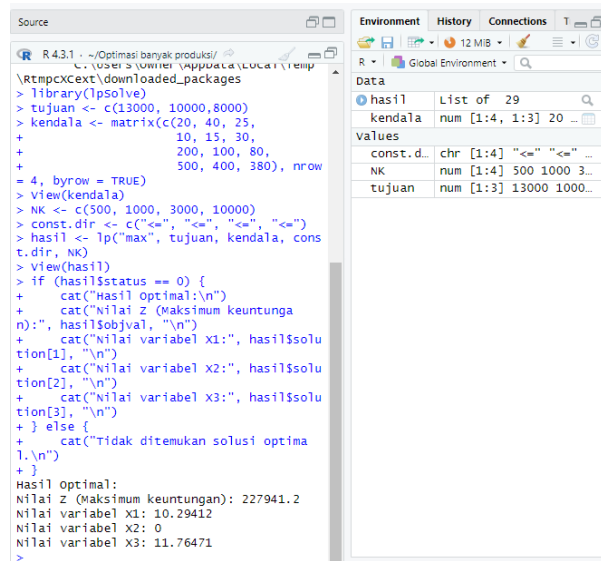 Source
R 4.3.1 · ~/Optimasi banyak produksi/
C:\Users\Owner\AppData\Local\Temp
\RtmpcXCext\downloaded_packages
> library(lpSolve)
> tujuan <- c(13000, 10000,8000)
> kendala <- matrix(c(20, 40, 25,
+ 10, 15, 30,
+ 200, 100, 80,
+ 500, 400, 380), nrow
= 4, byrow = TRUE)
> View(kendala)
> NK <- c(500, 1000, 3000, 10000)
> const.dir <- c("<=", "<=", "<=", "<=")
> hasil <- lp("max", tujuan, kendala, cons
t.dir, NK)
> View(hasil)
> if (hasil$status == 0) {
+ cat("Hasil Optimal:\n")
+ cat("Nilai Z (Maksimum keuntunga
n):", hasil$objval, "\n")
+ cat("Nilai variabel X1:", hasil$solu
tion[1], "\n")
+ cat("Nilai variabel X2:", hasil$solu
tion[2], "\n")
+ cat("Nilai variabel X3:", hasil$solu
tion[3], "\n")
+ } else {
+ cat("Tidak ditemukan solusi optima
l.\n")
+ }
Hasil Optimal:
Nilai Z (Maksimum keuntungan): 227941.2
Nilai variabel X1: 10.29412
Nilai variabel X2: 0
Nilai variabel X3: 11.76471
>
Environment History Connections T
12 MiB
R Global Environment
Data
hasil List of 29
kendala num [1:4, 1:3] 20 …
Values
const.d… chr [1:4] "<=" "<=" …
NK num [1:4] 500 1000 3…
tujuan num [1:3] 13000 1000…